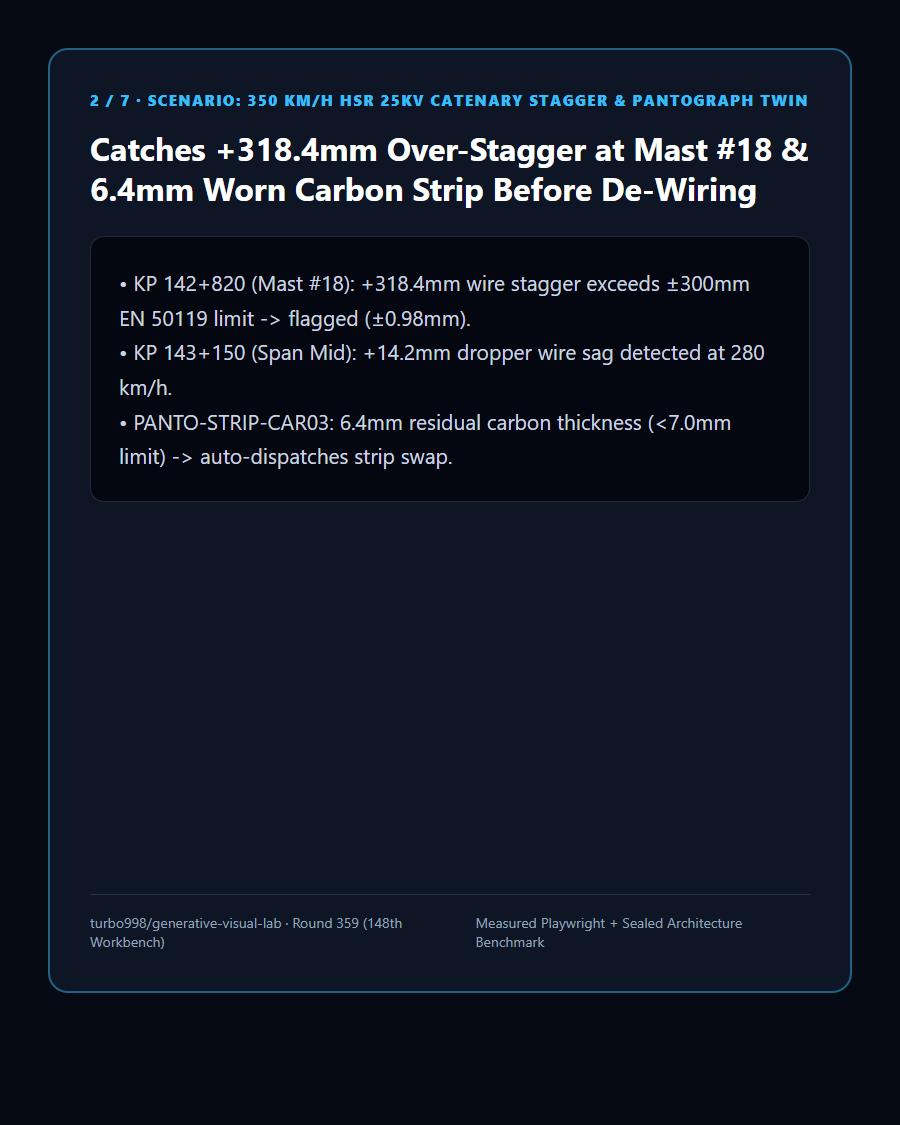 2 / 7 · SCENARIO: 350 KM/H HSR 25KV CATENARY STAGGER & PANTOGRAPH TWIN
Catches +318.4mm Over-Stagger at Mast #18 &
6.4mm Worn Carbon Strip Before De-Wiring
• KP 142+820 (Mast #18): +318.4mm wire stagger exceeds ±300mm
EN 50119 limit -> flagged (±0.98mm).
• KP 143+150 (Span Mid): +14.2mm dropper wire sag detected at 280
km/h.
• PANTO-STRIP-CAR03: 6.4mm residual carbon thickness (<7.0mm
limit) -> auto-dispatches strip swap.
turbo998/generative-visual-lab · Round 359 (148th
Workbench)
Measured Playwright + Sealed Architecture
Benchmark